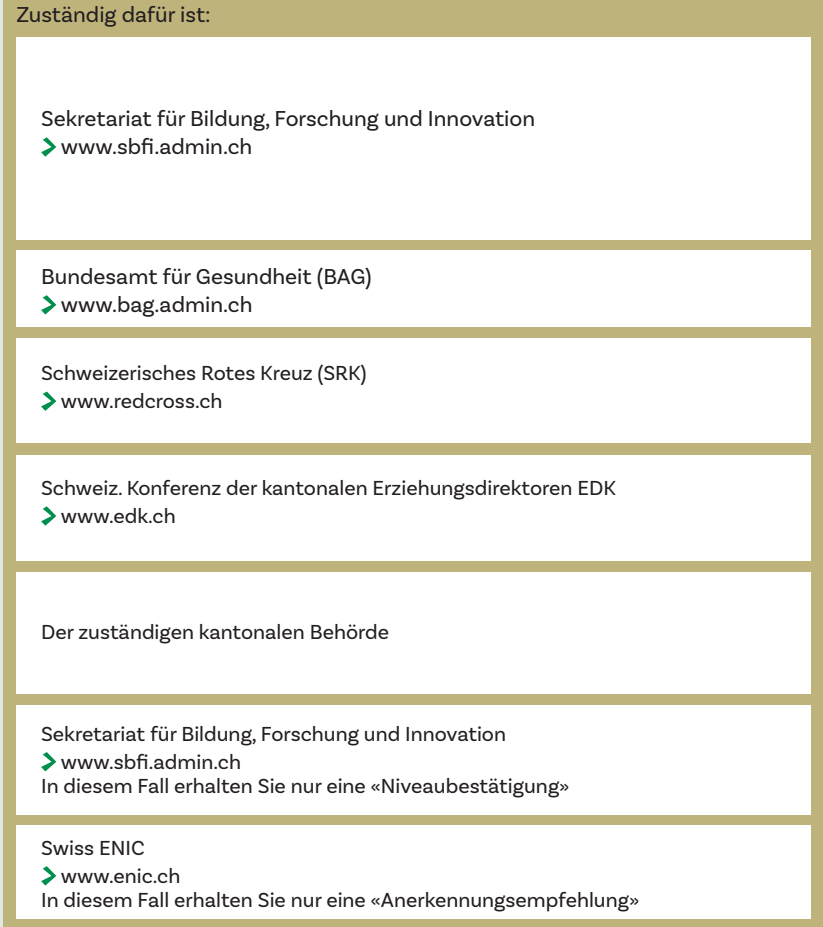 Zuständig dafür ist:
Sekretariat für Bildung, Forschung und Innovation
www.sbfi.admin.ch
Bundesamt für Gesundheit (BAG)
www.bag.admin.ch
Schweizerisches Rotes Kreuz (SRK)
www.redcross.ch
Schweiz. Konferenz der kantonalen Erziehungsdirektoren EDK
www.edk.ch
Der zuständigen kantonalen Behörde
Sekretariat für Bildung, Forschung und Innovation
www.sbfi.admin.ch
In diesem Fall erhalten Sie nur eine «Niveaubestätigung»
Swiss ENIC
www.enic.ch
In diesem Fall erhalten Sie nur eine «Anerkennungsempfehlung»